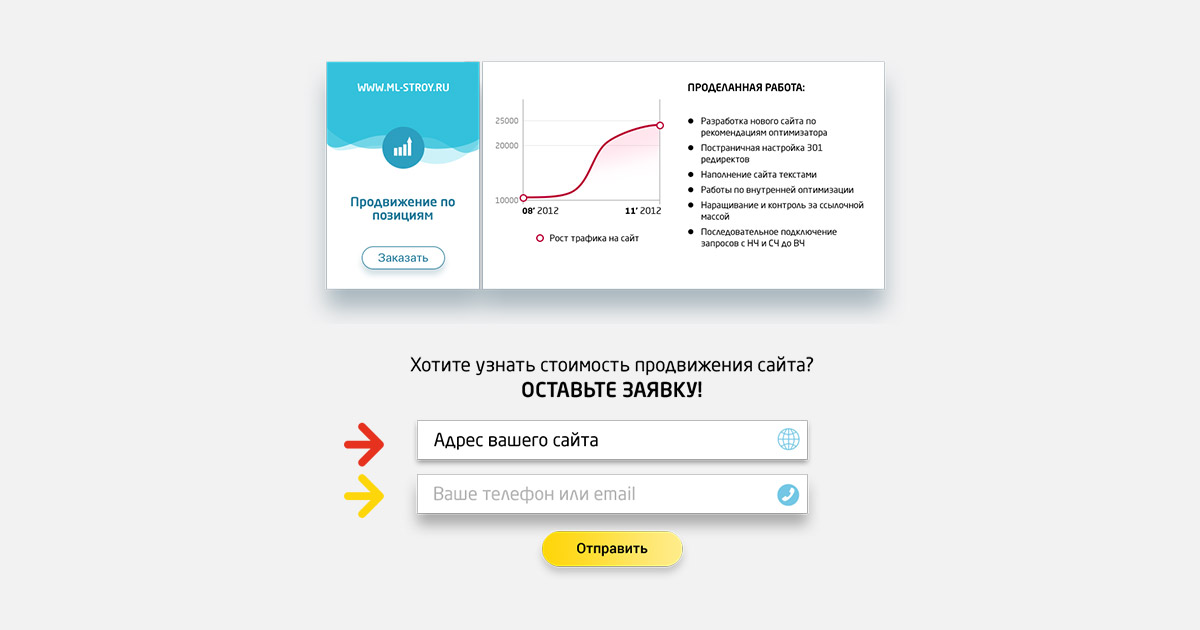 WWW.ML-STROY.RU
Продвижение по
позициям
Заказать
25000
20000
10000
08' 2012
11' 2012
Рост трафика на сайт
ПРОДЕЛАННАЯ РАБОТА:
Разработка нового сайта по
рекомендациям оптимизатора
Постраничная настройка 301
редиректов
Наполнение сайта текстами
Работы по внутренней оптимизации
Наращивание и контроль за ссылочной
массой
Последовательное подключение
запросов с НЧ и СЧ до ВЧ
Хотите узнать стоимость продвижения сайта?
ОСТАВЬТЕ ЗАЯВКУ!
Адрес вашего сайта
Ваше телефон или email
Отправить